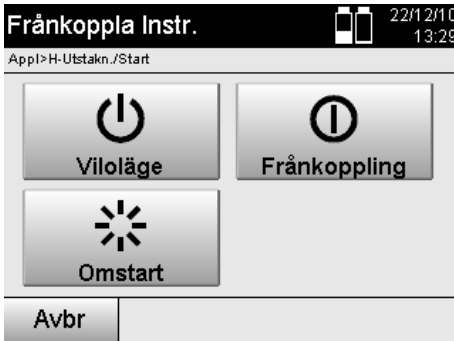 Frånkoppla Instr.
22/12/10
13:29
Appl>H-Utstakn./Start
Viloläge
Frånkoppling
Omstart
Avbr